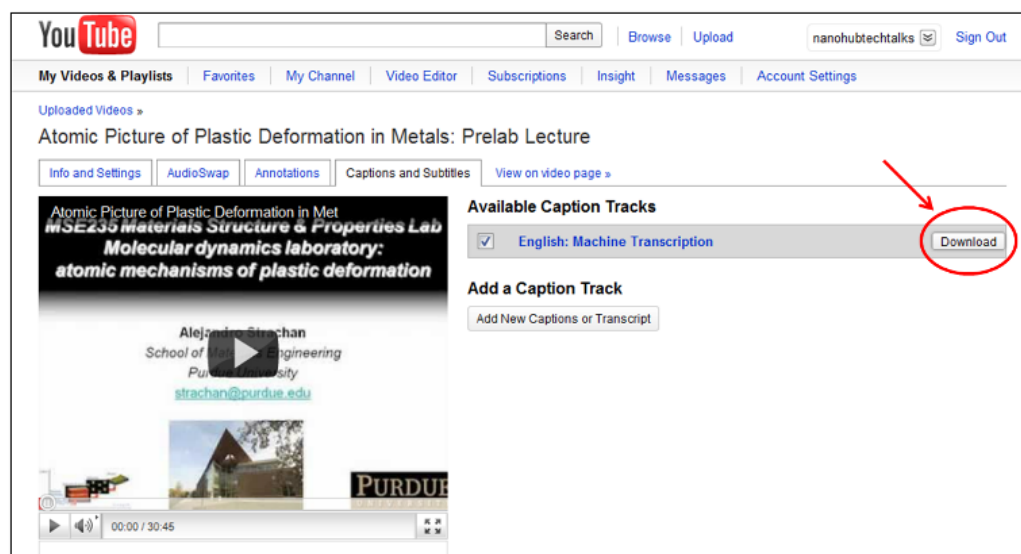 YouTube Search Browse Upload nanohubtechtalks Sign Out
My Videos & Playlists Favorites My Channel Video Editor Subscriptions Insight Messages Account Settings
Uploaded Videos »
Atomic Picture of Plastic Deformation in Metals: Prelab Lecture
Info and Settings AudioSwap Annotations Captions and Subtitles View on video page »
Atomic Picture of Plastic Deformation in Met
MSE235 Materials Structure & Properties Lab
Molecular dynamics laboratory:
atomic mechanisms of plastic deformation
Alejandro Strachan
School of Materials Engineering
Purdue University
strachan@purdue.edu
PURDUE
UNIVERSITY
00:00 / 30:45
Available Caption Tracks
English: Machine Transcription Download
Add a Caption Track
Add New Captions or Transcript